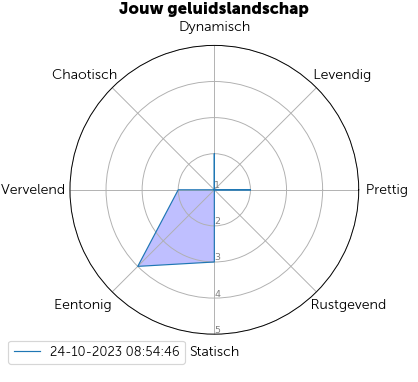 Jouw geluidslandschap
Dynamisch
Chaotisch
Levendig
Vervelend
1
Prettig
2
3
4
Eentonig
Rustgevend
5
24-10-2023 08:54:46
Statisch